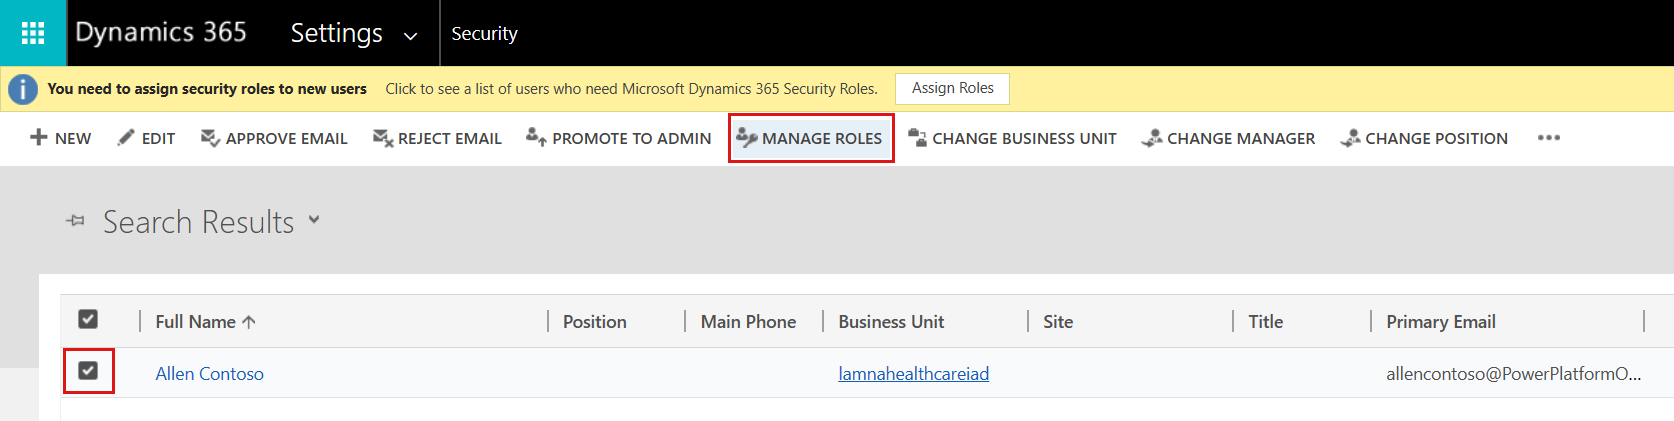 Dynamics 365 Settings Security
You need to assign security roles to new users Click to see a list of users who need Microsoft Dynamics 365 Security Roles. Assign Roles
NEW EDIT APPROVE EMAIL REJECT EMAIL PROMOTE TO ADMIN MANAGE ROLES CHANGE BUSINESS UNIT CHANGE MANAGER CHANGE POSITION •••
Search Results
Full Name Position Main Phone Business Unit Site Title Primary Email
Allen Contoso lamnahealthcareiad allencontoso@PowerPlatformO...